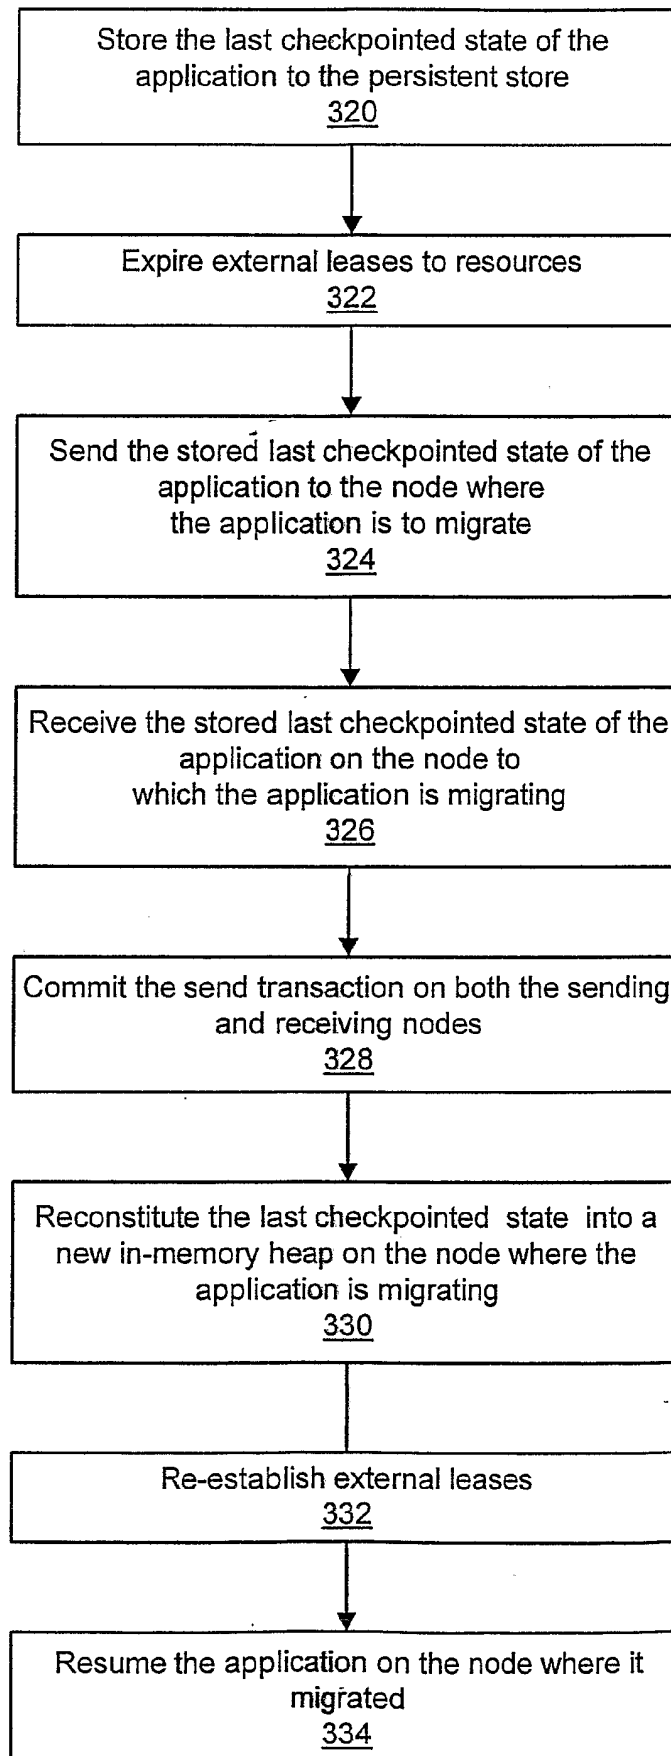 Store the last checkpointed state of the
application to the persistent store
320
Expire external leases to resources
322
Send the stored last checkpointed state of the
application to the node where
the application is to migrate
324
Receive the stored last checkpointed state of the
application on the node to
which the application is migrating
326
Commit the send transaction on both the sending
and receiving nodes
328
Reconstitute the last checkpointed state into a
new in-memory heap on the node where the
application is migrating
330
Re-establish external leases
332
Resume the application on the node where it
migrated
334